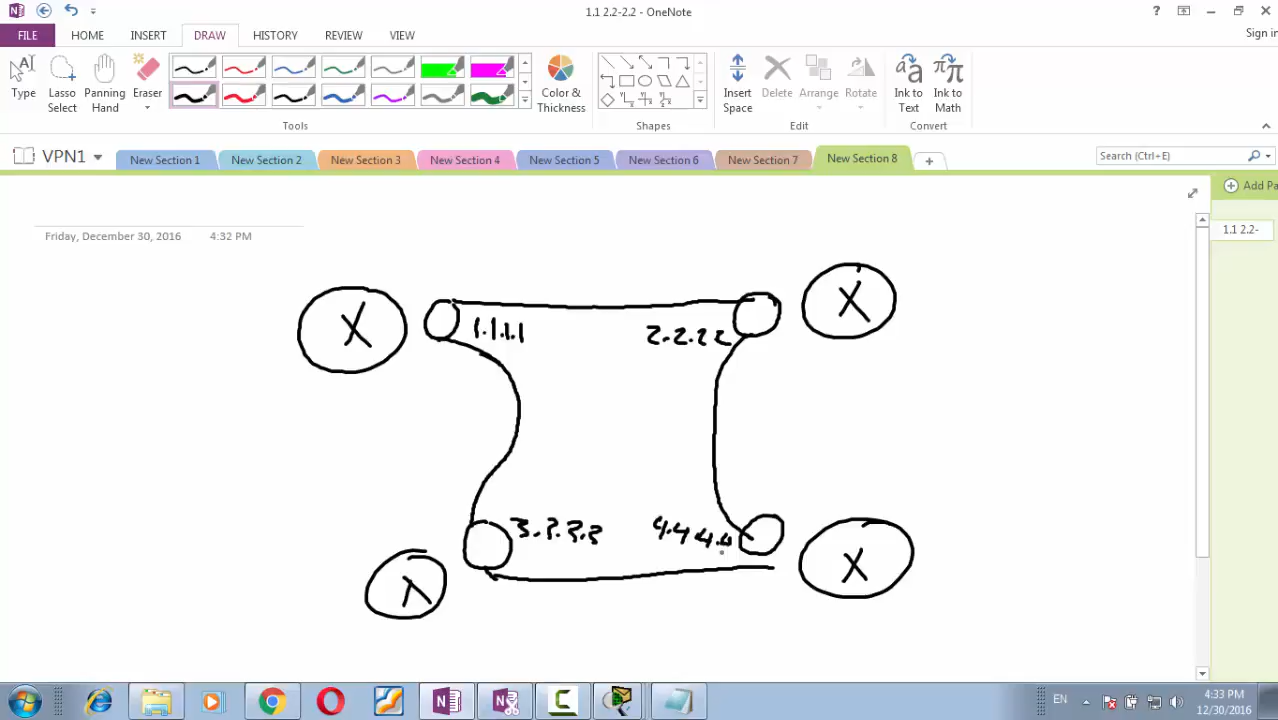 1.1 2.2-2.2 - OneNote
FILE HOME INSERT DRAW HISTORY REVIEW VIEW Sign in
Type Lasso Select Panning Hand Eraser Color & Thickness Insert Space Delete Arrange Rotate Ink to Text Ink to Math
Tools Shapes Edit Convert
VPN1 New Section 1 New Section 2 New Section 3 New Section 4 New Section 5 New Section 6 New Section 7 New Section 8 Search (Ctrl+E)
Add Pa
1.1 2.2-
Friday, December 30, 2016 4:32 PM
X X
1.1.1.1 2.2.2 2
3.3.3.3 4.4 4.4
X X
EN 4:33 PM
12/30/2016